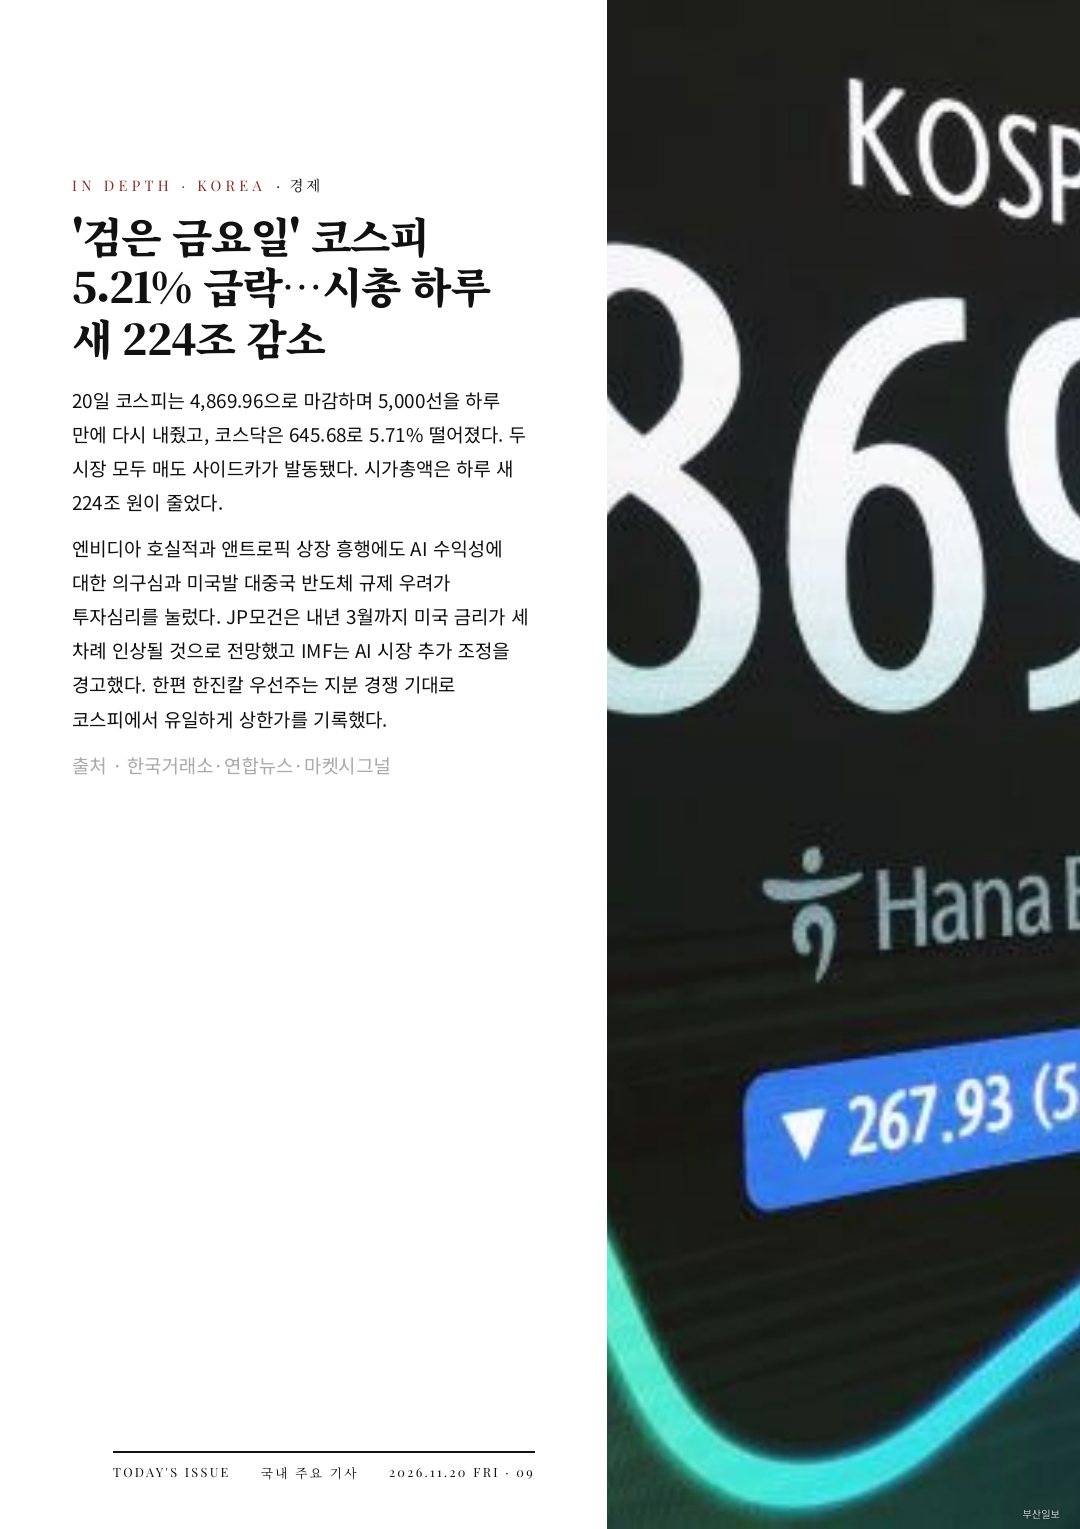 IN DEPTH · KOREA · 경제
'검은 금요일' 코스피
5.21% 급락…시총 하루
새 224조 감소
20일 코스피는 4,869.96으로 마감하며 5,000선을 하루
만에 다시 내줬고, 코스닥은 645.68로 5.71% 떨어졌다. 두
시장 모두 매도 사이드카가 발동됐다. 시가총액은 하루 새
224조 원이 줄었다.
엔비디아 호실적과 앤트로픽 상장 흥행에도 AI 수익성에
대한 의구심과 미국발 대중국 반도체 규제 우려가
투자심리를 눌렀다. JP모건은 내년 3월까지 미국 금리가 세
차례 인상될 것으로 전망했고 IMF는 AI 시장 추가 조정을
경고했다. 한편 한진칼 우선주는 지분 경쟁 기대로
코스피에서 유일하게 상한가를 기록했다.
출처 · 한국거래소·연합뉴스·마켓시그널
KOSP
869
Hana B
▼ 267.93 (5
TODAY'S ISSUE 국내 주요 기사 2026.11.20 FRI · 09
부산일보